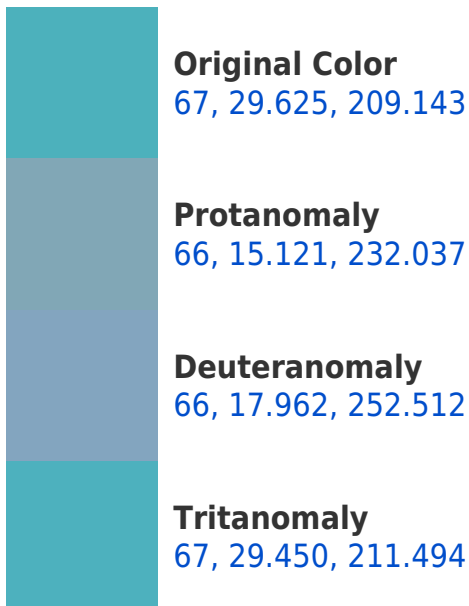 Original Color
67, 29.625, 209.143
Protanomaly
66, 15.121, 232.037
Deuteranomaly
66, 17.962, 252.512
Tritanomaly
67, 29.450, 211.494